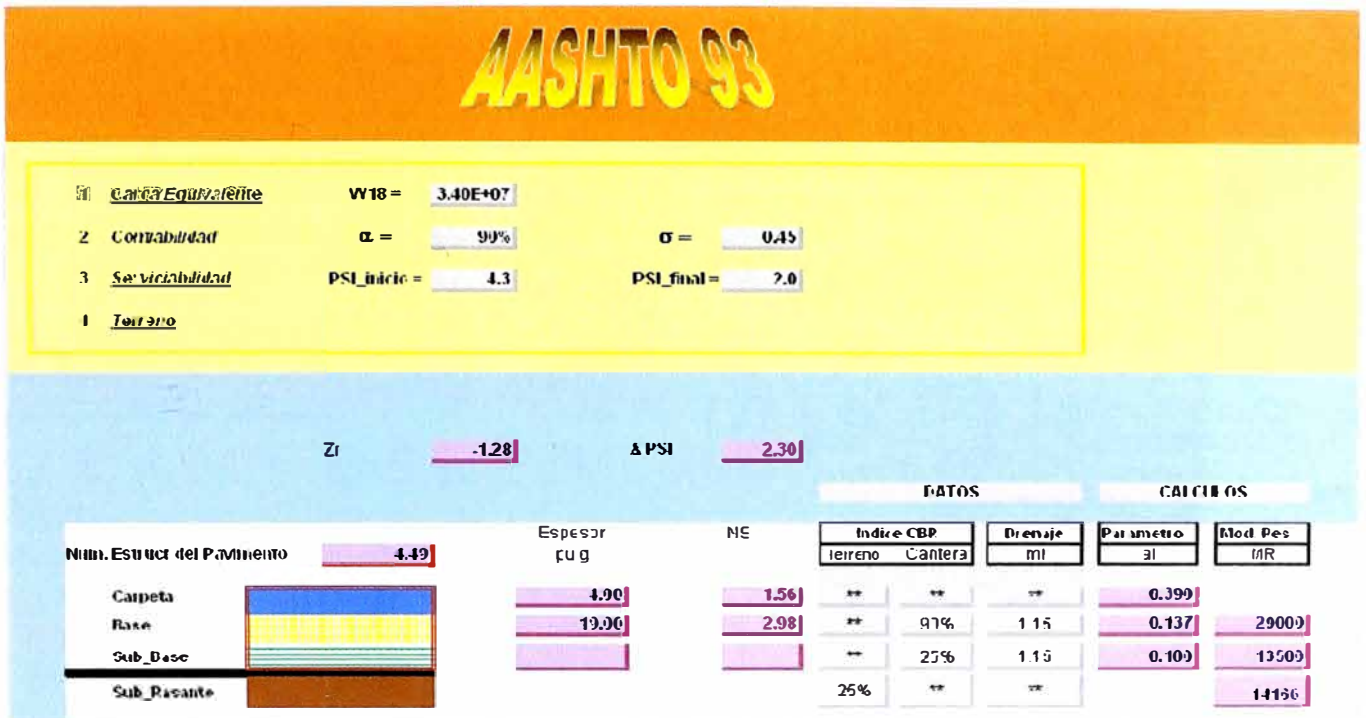 AASHTO 93
1 Carga Equivalente W18 = 3.40E+07
2 Confiabilidad α = 90% σ = 0.45
3 Serviciabilidad PSI_inicio = 4.3 PSI_final = 2.0
4 Terreno
Zr -1.28 Δ PSI 2.30
DATOS CALCULOS
Espesor NS Indice CBR Drenaje Parametro Mod. Res
Num. Estruct del Pavimento 4.49 pulg Terreno Cantera mi ai MR
Carpeta 4.00 1.56 ** ** ** 0.390
Base 19.00 2.98 ** 1.15 0.137 29000
Sub_Base ** 25% 1.15 0.100 13500
Sub_Rasante 25% ** ** 14166